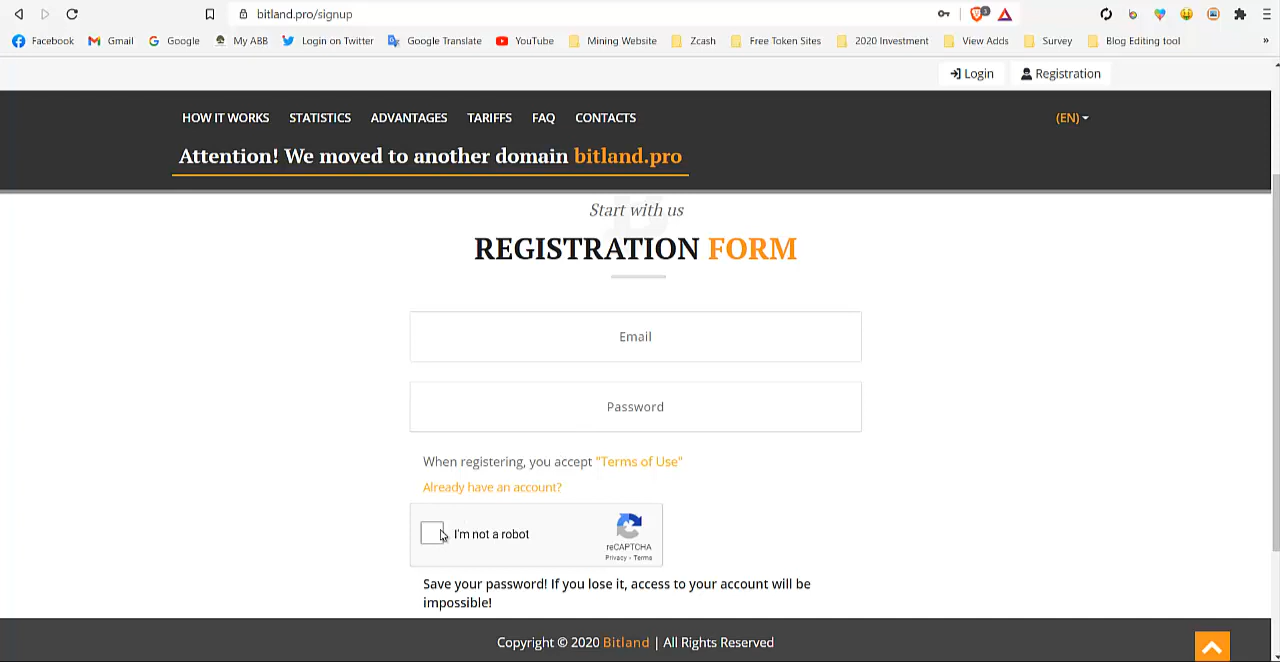 bitland.pro/signup
3
Facebook Gmail Google My ABB Login on Twitter Google Translate YouTube Mining Website Zcash Free Token Sites 2020 Investment View Adds Survey Blog Editing tool »
Login Registration
HOW IT WORKS STATISTICS ADVANTAGES TARIFFS FAQ CONTACTS (EN)
Attention! We moved to another domain bitland.pro
Start with us
REGISTRATION FORM
Email
Password
When registering, you accept "Terms of Use"
Already have an account?
I'm not a robot
reCAPTCHA
Privacy - Terms
Save your password! If you lose it, access to your account will be
impossible!
Copyright © 2020 Bitland | All Rights Reserved